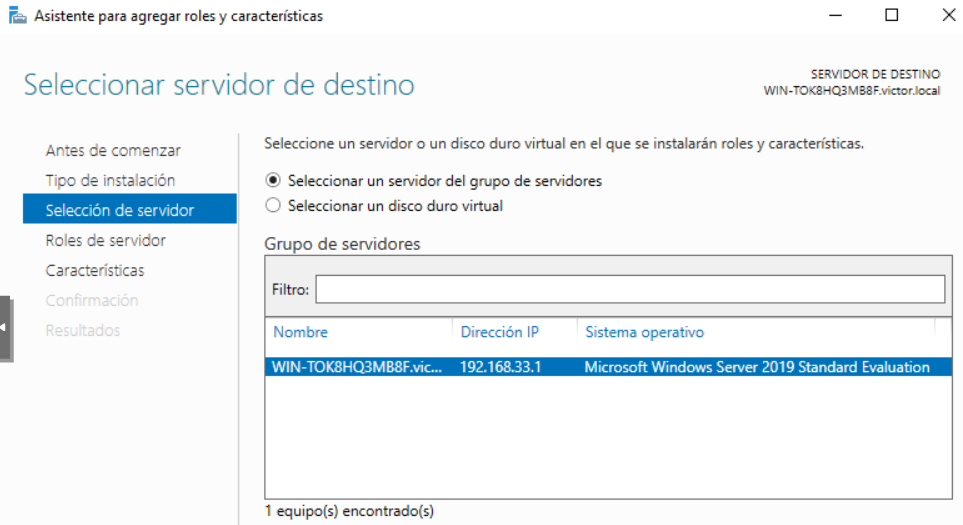 Asistente para agregar roles y características
Seleccionar servidor de destino
SERVIDOR DE DESTINO
WIN-TOK8HQ3MB8F.victor.local
Antes de comenzar
Tipo de instalación
Selección de servidor
Roles de servidor
Características
Confirmación
Resultados
Seleccione un servidor o un disco duro virtual en el que se instalarán roles y características.
Seleccionar un servidor del grupo de servidores
Seleccionar un disco duro virtual
Grupo de servidores
Filtro:
Nombre Dirección IP Sistema operativo
WIN-TOK8HQ3MB8F.vic... 192.168.33.1 Microsoft Windows Server 2019 Standard Evaluation
1 equipo(s) encontrado(s)